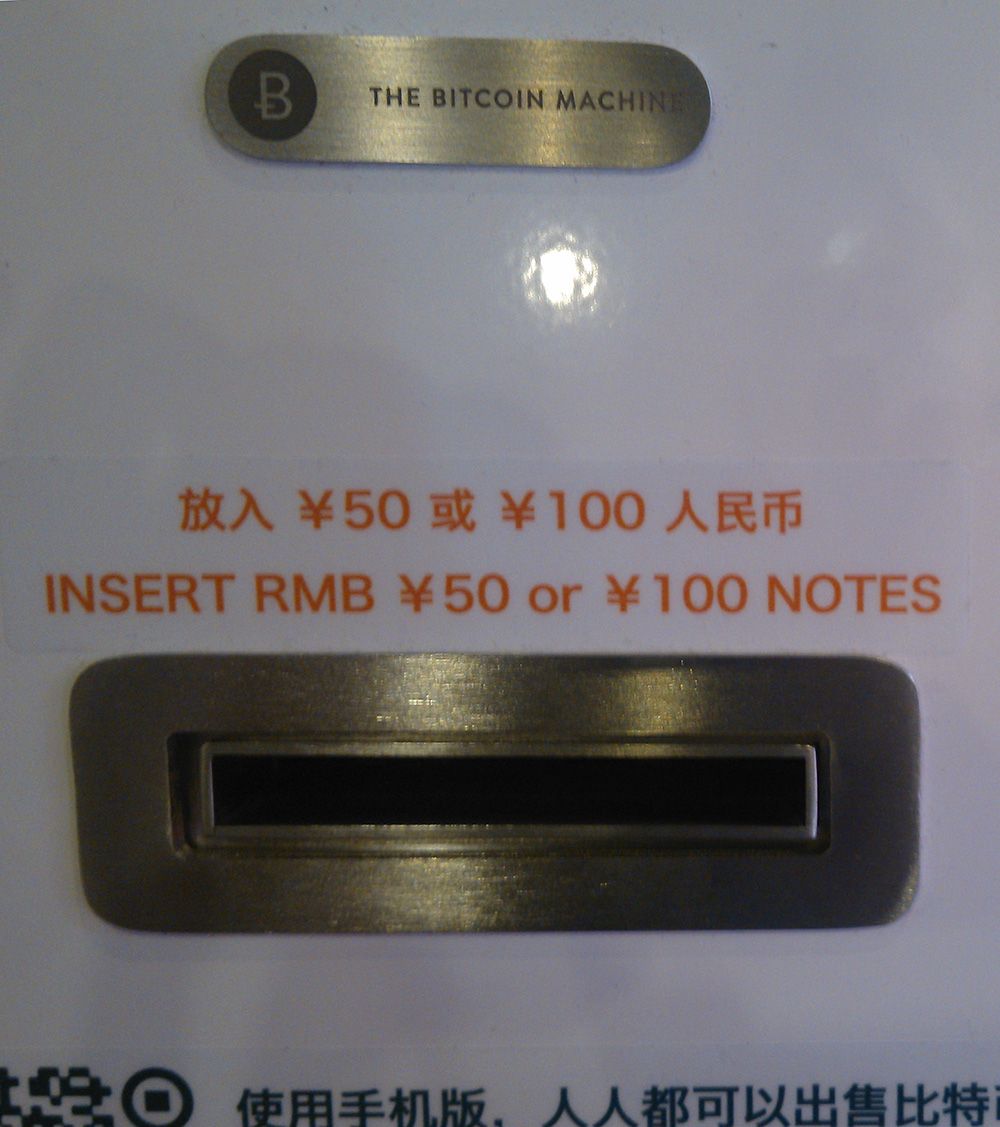 THE BITCOIN MACHINE
放入 ¥50 或 ¥100 人民币
INSERT RMB ¥50 or ¥100 NOTES
使用手机版，人人都可以出售比特